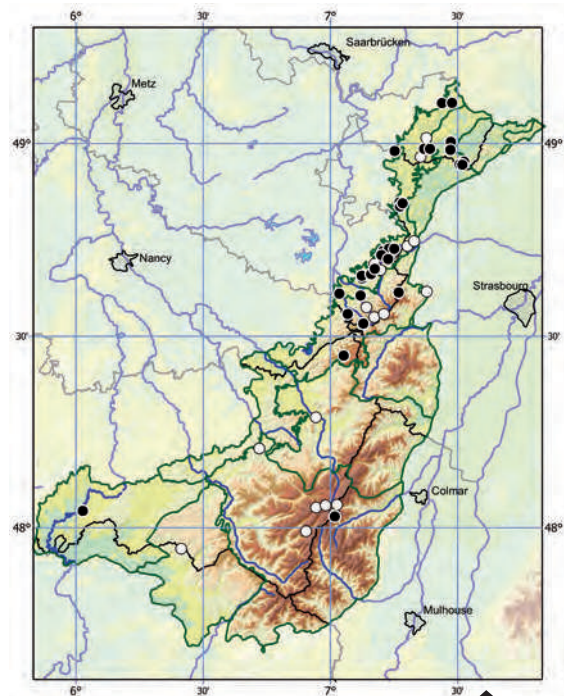 6° 30' 7° 30'
Saarbrücken
Metz
49° 49°
Nancy
Strasbourg
30' 30'
Colmar
48° 48°
Mulhouse
6° 30' 7° 30'